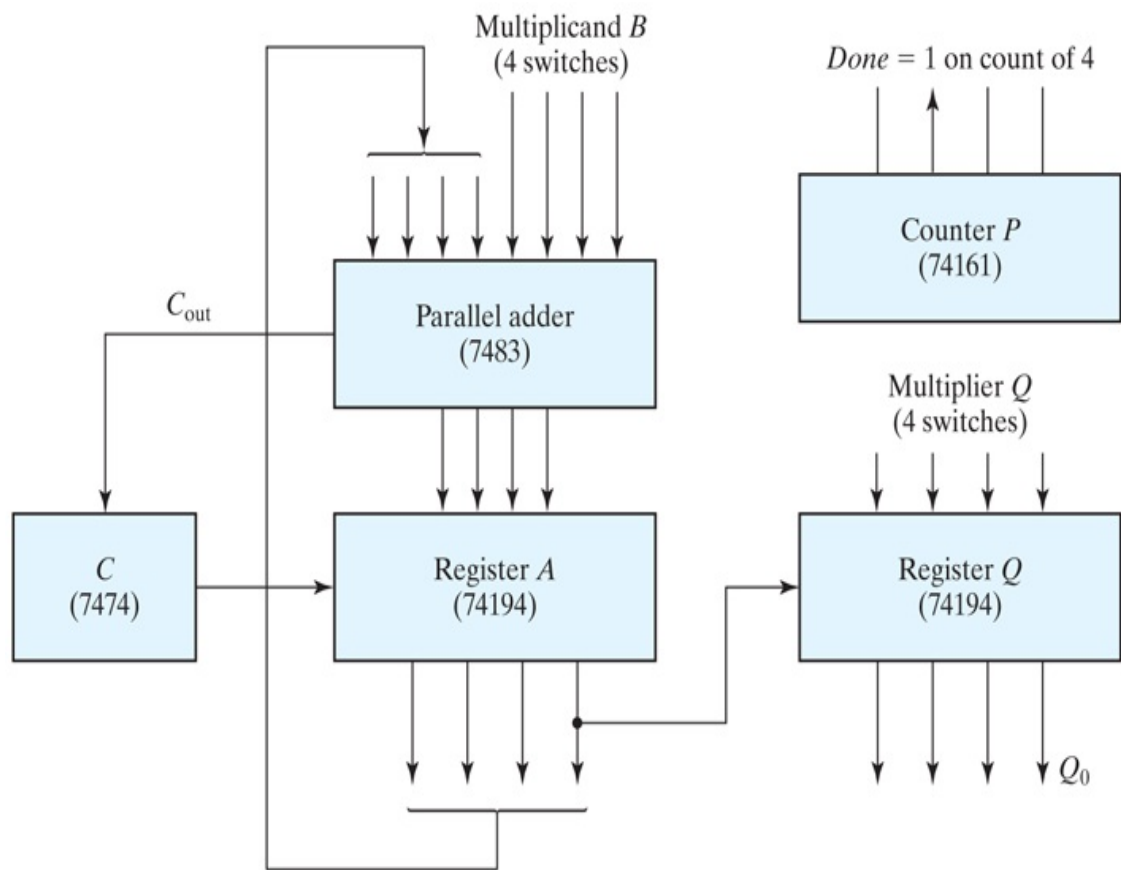 Multiplicand B
(4 switches)
Done = 1 on count of 4
Counter P
(74161)
Parallel adder
(7483)
Cout
Multiplier Q
(4 switches)
C
(7474)
Register A
(74194)
Register Q
(74194)
Q0